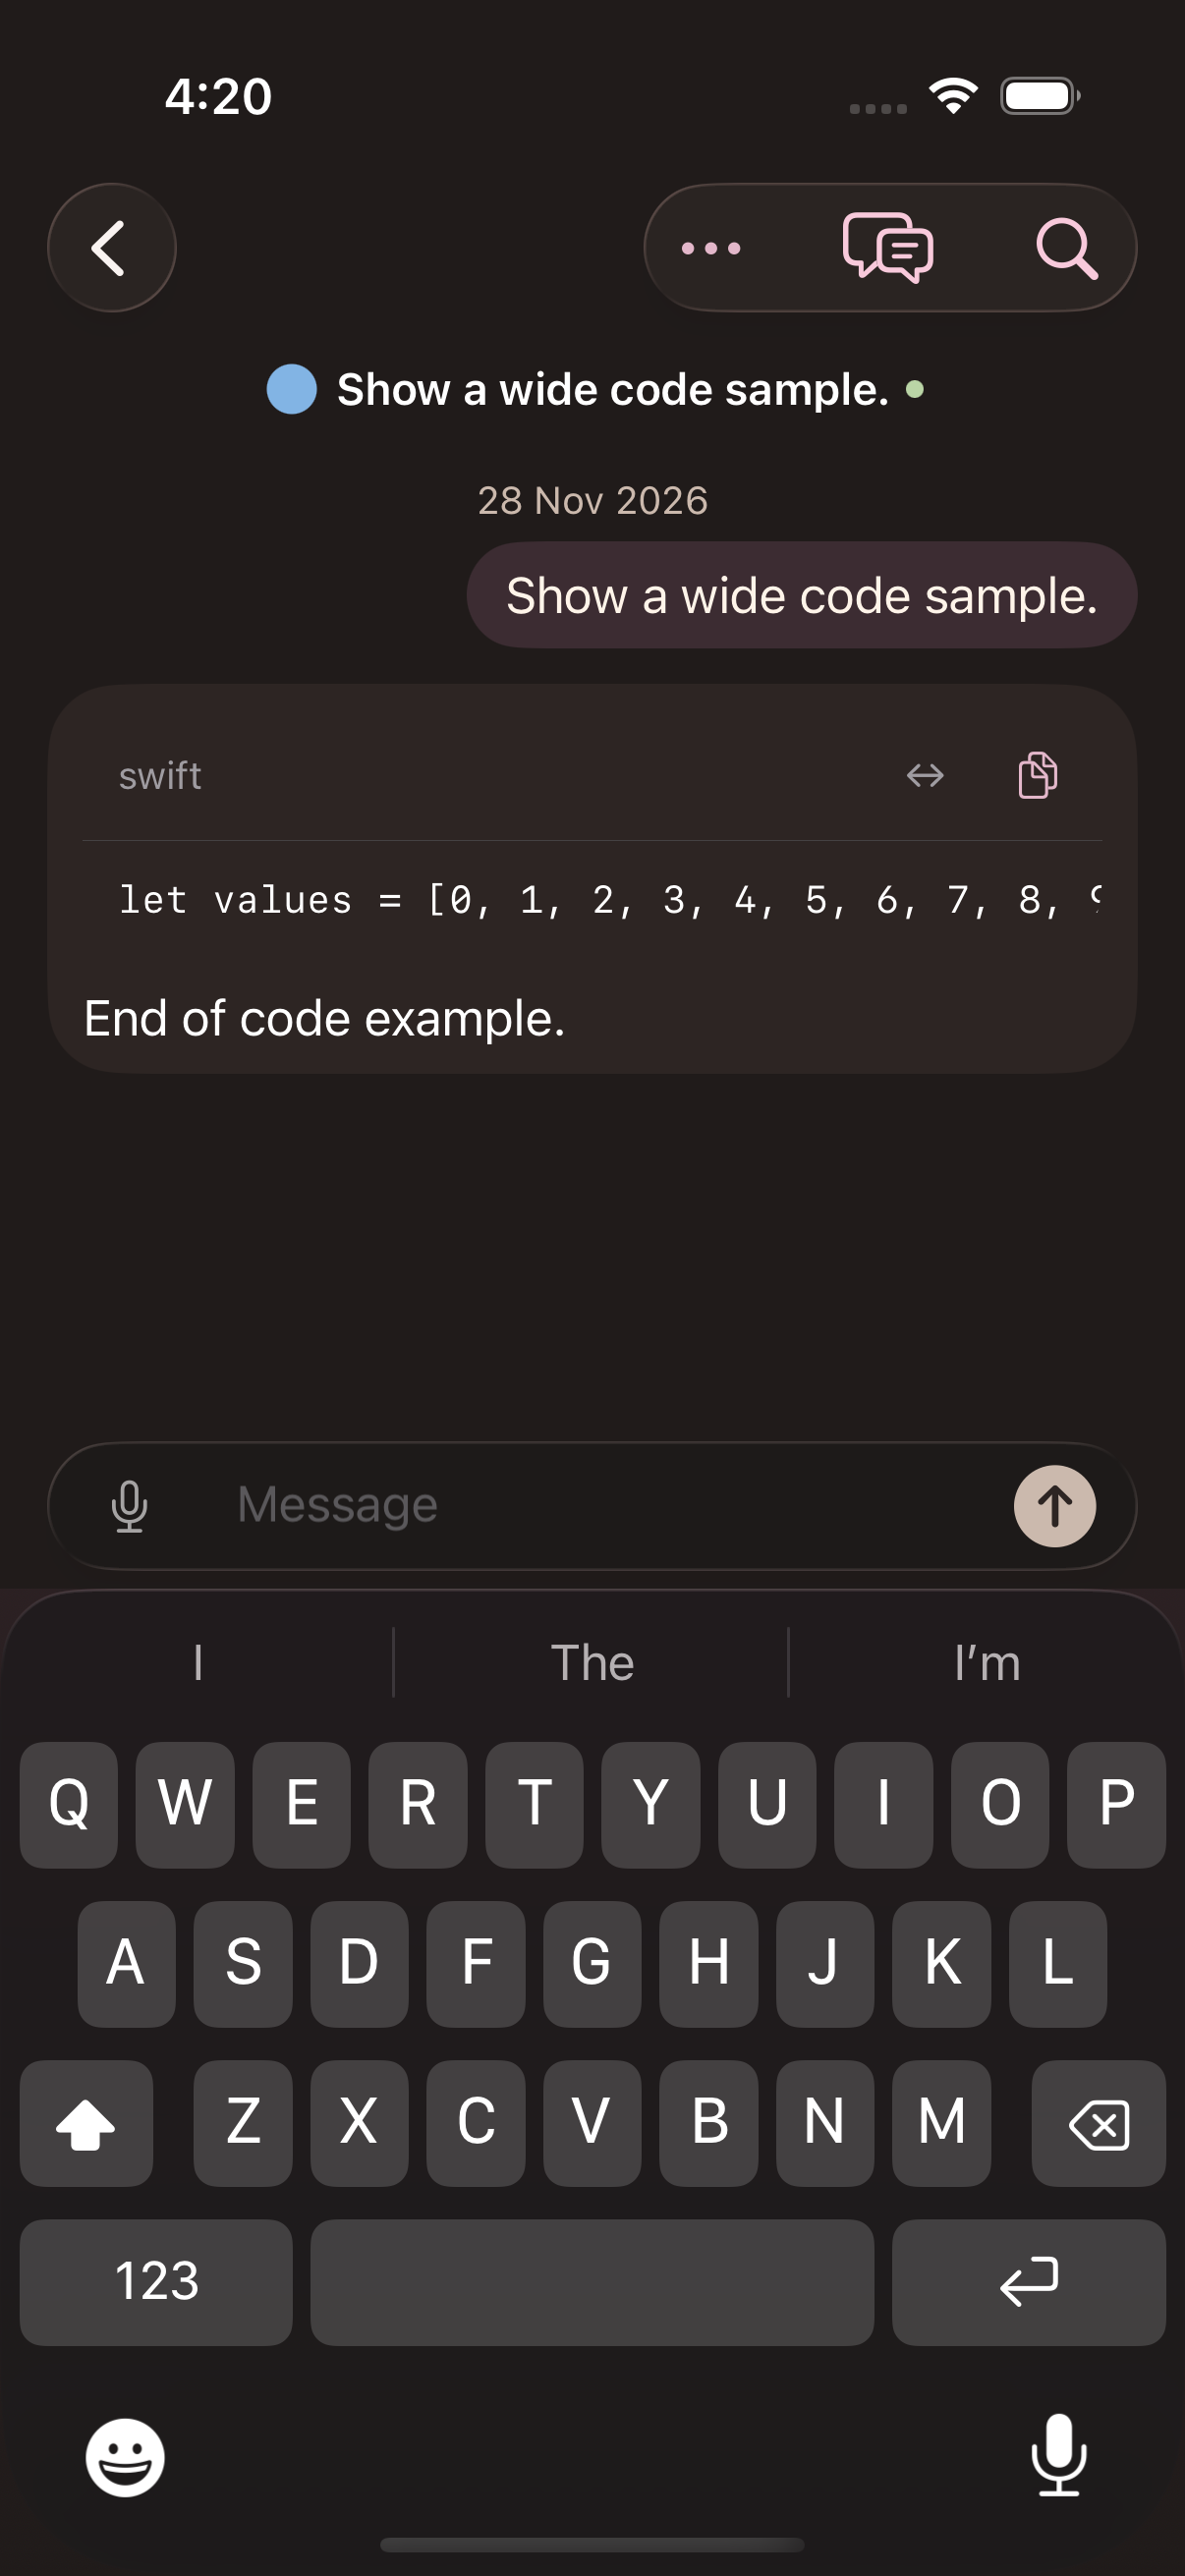 4:20
Show a wide code sample.
28 Nov 2026
Show a wide code sample.
swift
let values = [0, 1, 2, 3, 4, 5, 6, 7, 8,
End of code example.
Message
I The I’m
Q W E R T Y U I O P
A S D F G H J K L
Z X C V B N M
123